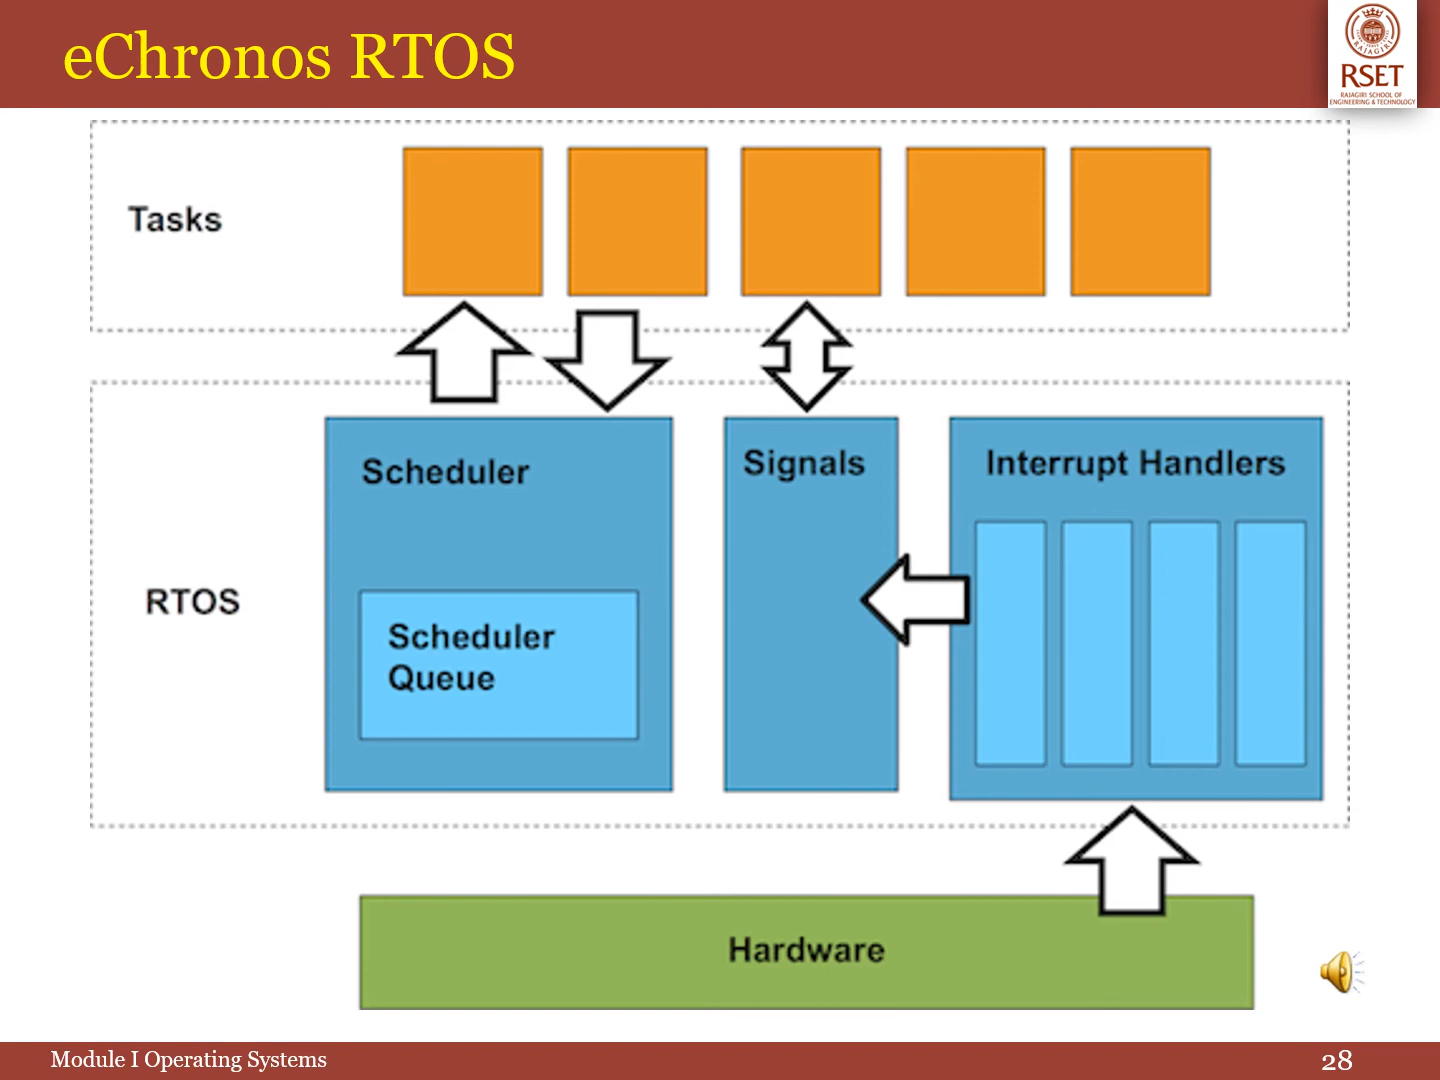 eChronos RTOS
RAJAGIRI
RSET
RAJAGIRI SCHOOL OF
ENGINEERING & TECHNOLOGY
Tasks
Scheduler
Signals
Interrupt Handlers
RTOS
Scheduler
Queue
Hardware
Module I Operating Systems
28